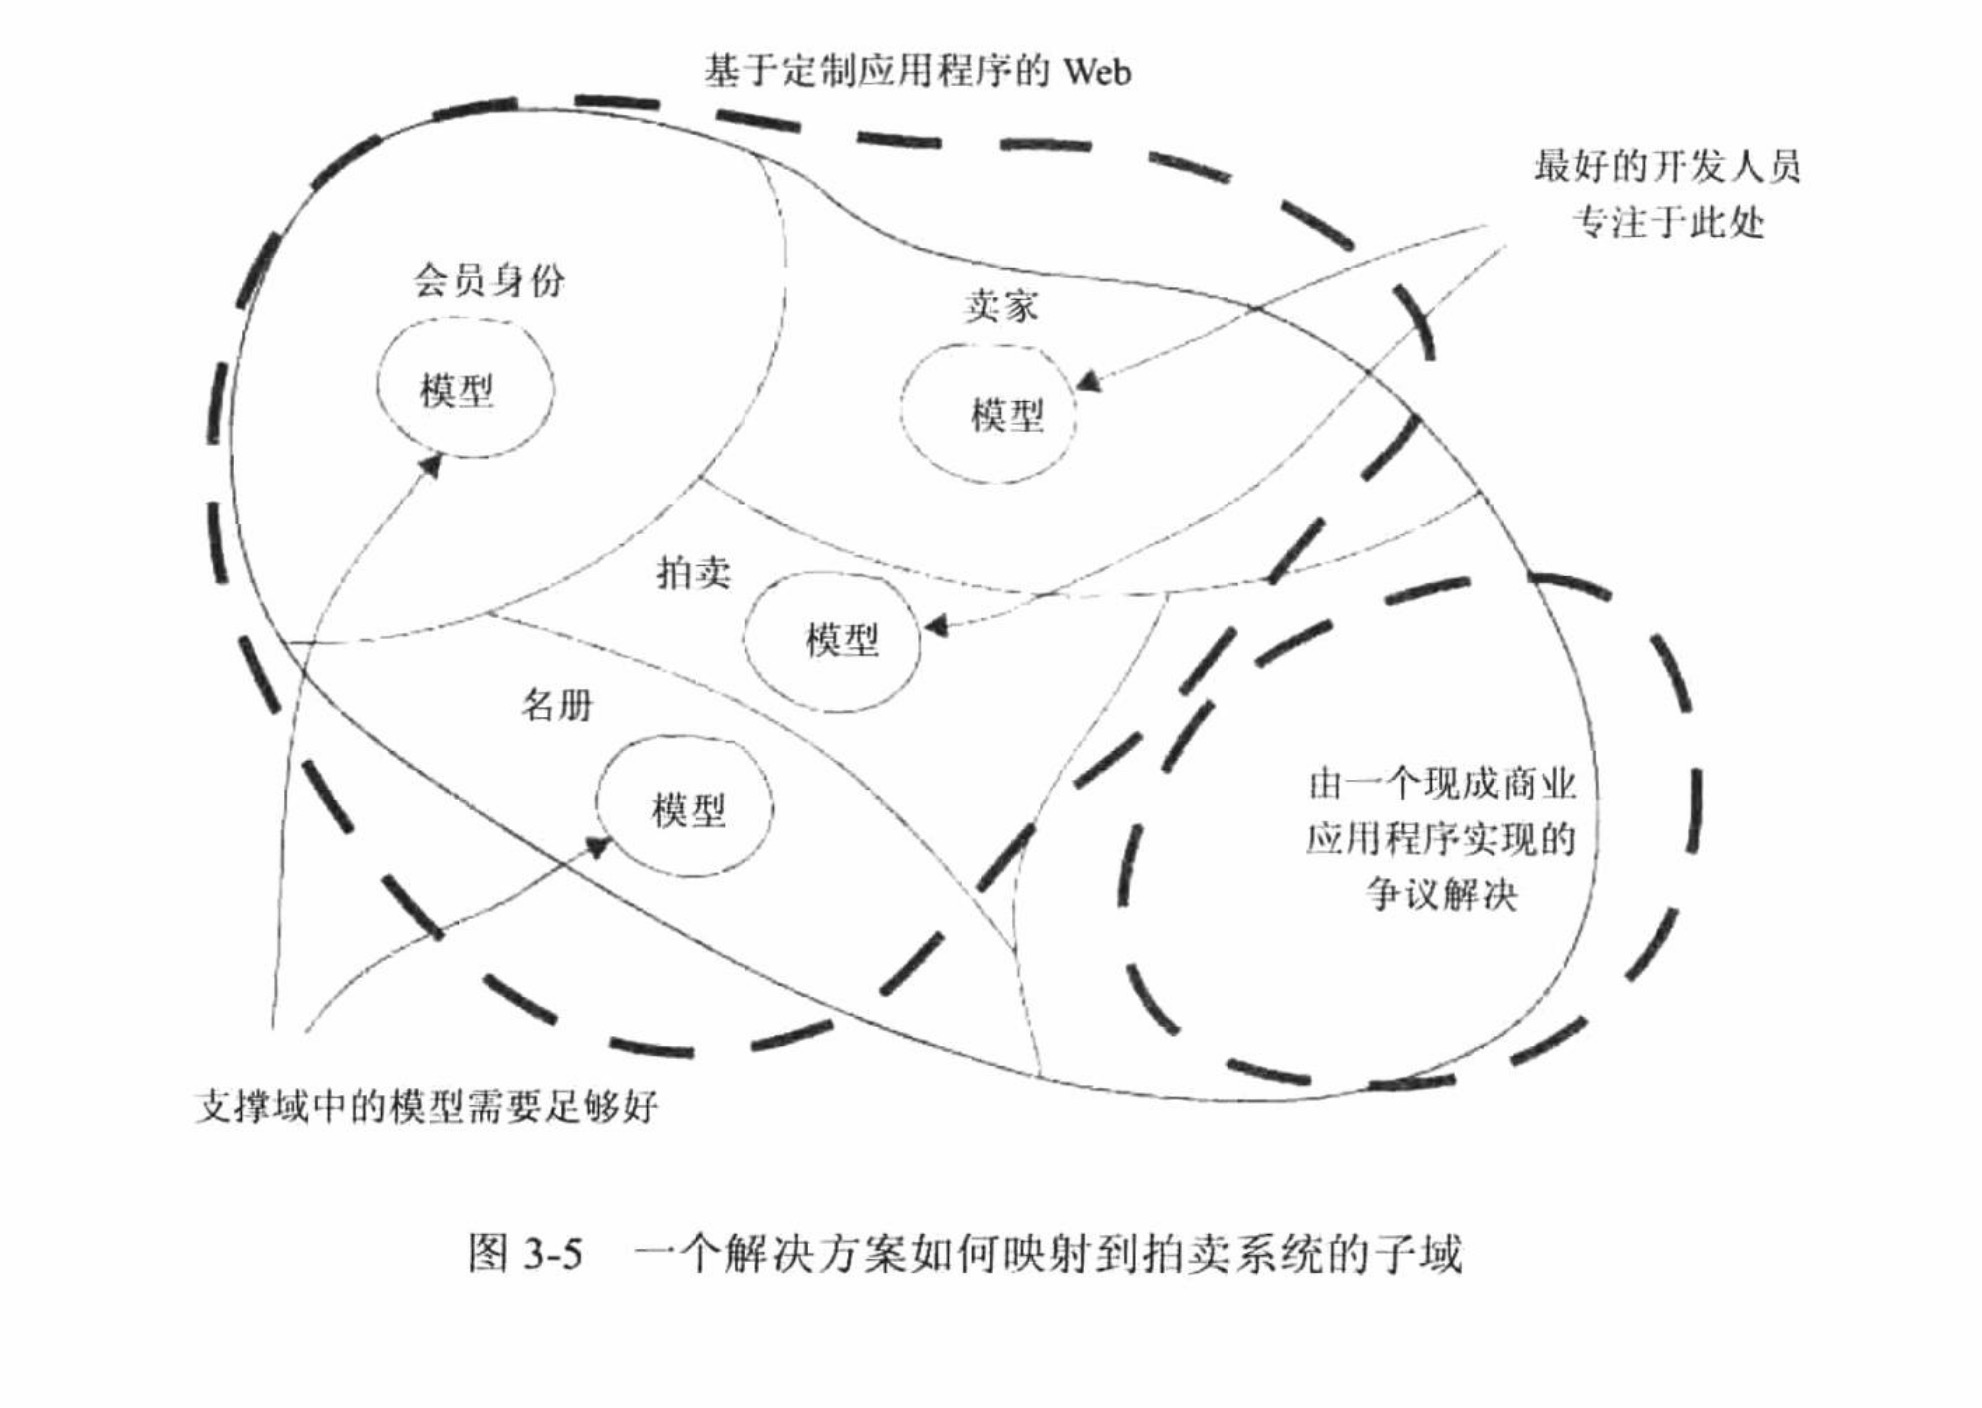 基于定制应用程序的 Web
最好的开发人员
专注于此处
会员身份
模型
卖家
模型
拍卖
模型
名册
模型
由一个现成商业
应用程序实现的
争议解决
支撑域中的模型需要足够好
图 3-5 一个解决方案如何映射到拍卖系统的子域